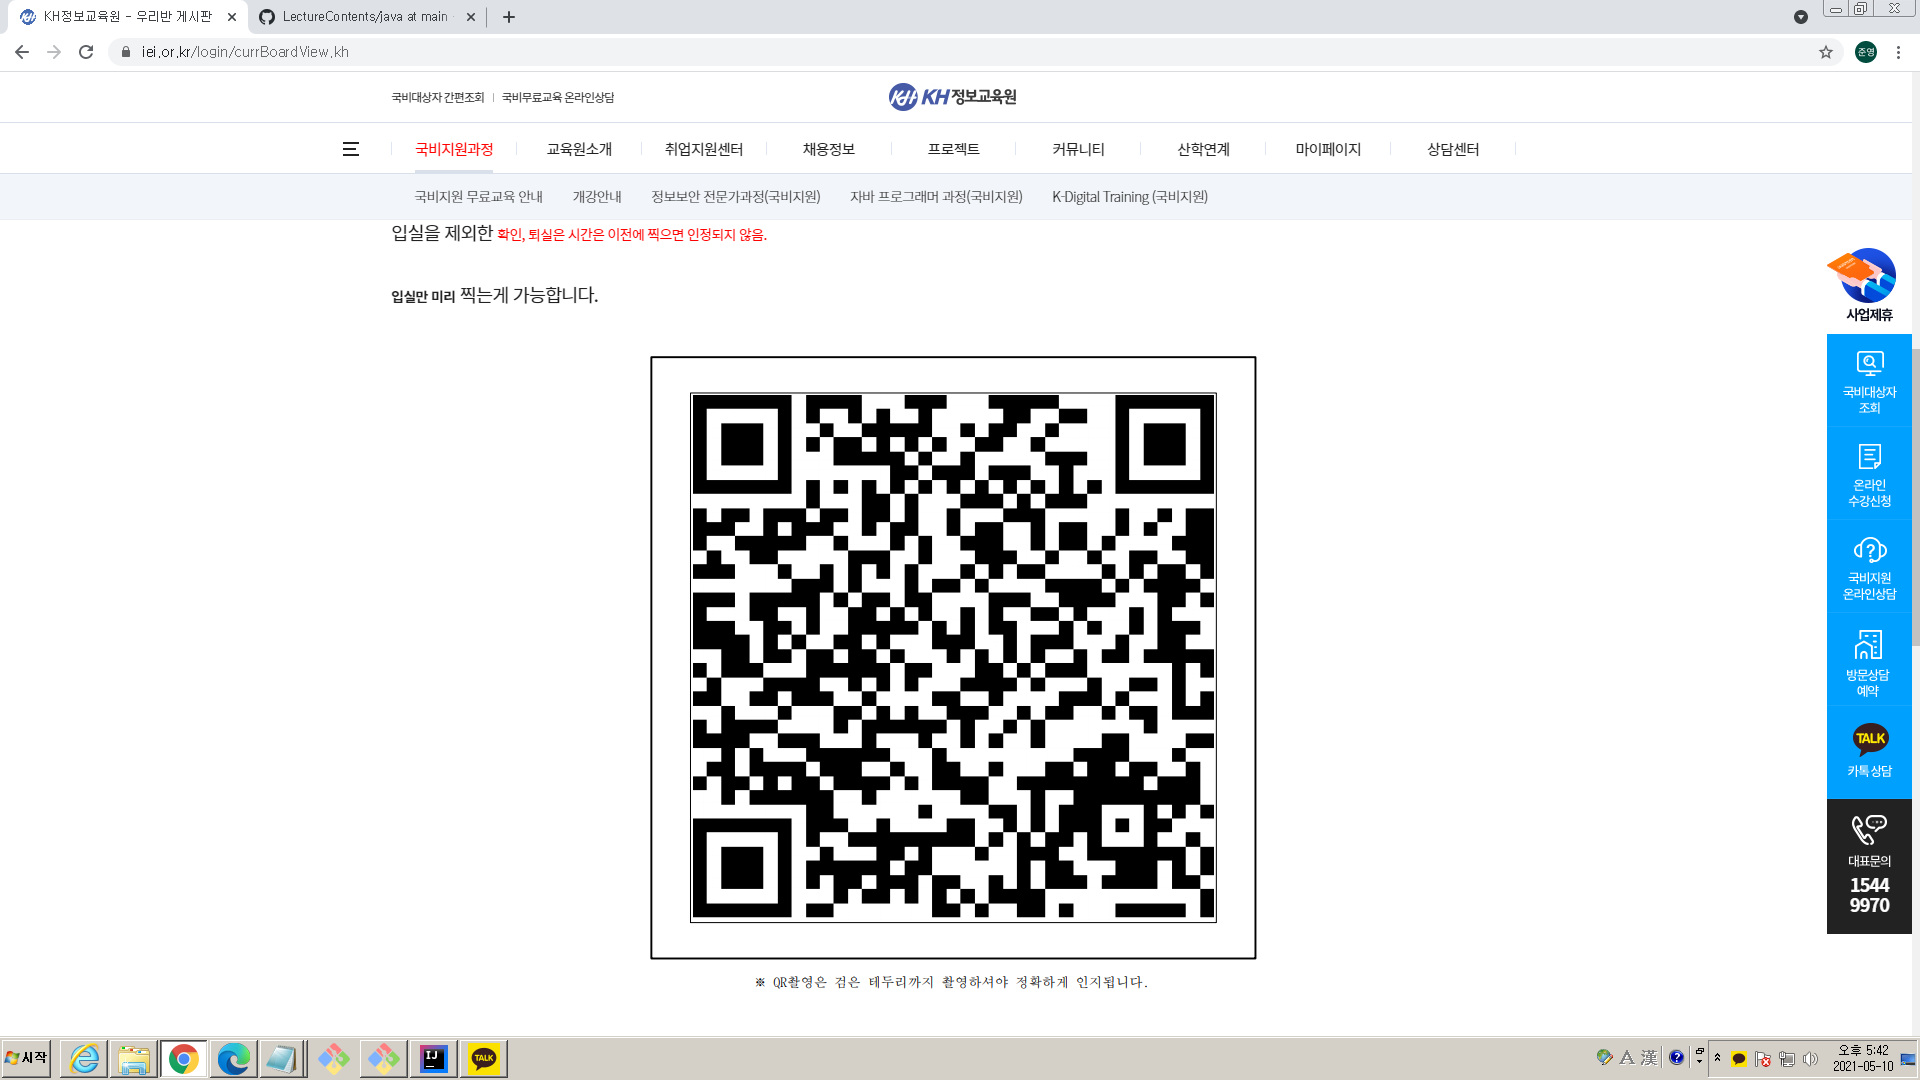 KH정보교육원 - 우리반 게시판
LectureContents/java at main
iei.or.kr/login/currBoardView.kh
준영
국비대상자 간편조회 | 국비무료교육 온라인상담
KH KH정보교육원
국비지원과정 교육원소개 취업지원센터 채용정보 프로젝트 커뮤니티 산학연계 마이페이지 상담센터
국비지원 무료교육 안내 개강안내 정보보안 전문가과정(국비지원) 자바 프로그래머 과정(국비지원) K-Digital Training (국비지원)
입실을 제외한 확인, 퇴실은 시간은 이전에 찍으면 인정되지 않음.
입실만 미리 찍는게 가능합니다.
※ QR촬영은 검은 테두리까지 촬영하셔야 정확하게 인지됩니다.
사업제휴
국비대상자
조회
온라인
수강신청
국비지원
온라인상담
방문상담
예약
TALK
카톡 상담
대표문의
1544
9970
시작
IJ
TALK
A 漢
오후 5:42
2021-05-10